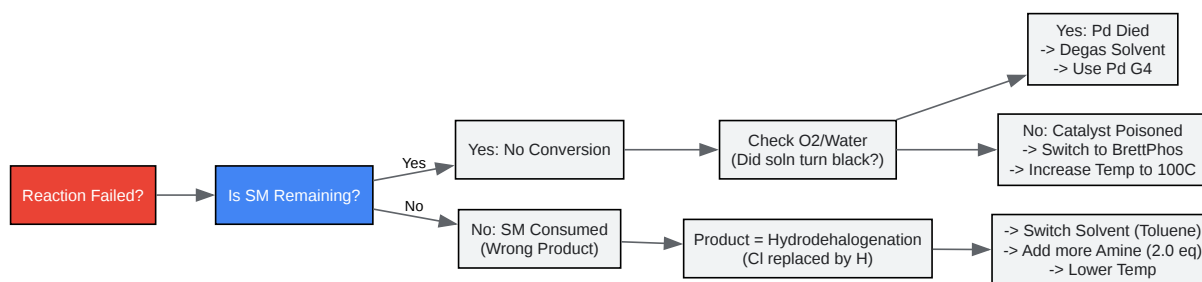 Reaction Failed?
Is SM Remaining?
Yes
No
Yes: No Conversion
Check O2/Water
(Did soln turn black?)
Yes: Pd Died
-> Degas Solvent
-> Use Pd G4
No: Catalyst Poisoned
-> Switch to BrettPhos
-> Increase Temp to 100C
No: SM Consumed
(Wrong Product)
Product = Hydrodehalogenation
(Cl replaced by H)
-> Switch Solvent (Toluene)
-> Add more Amine (2.0 eq)
-> Lower Temp